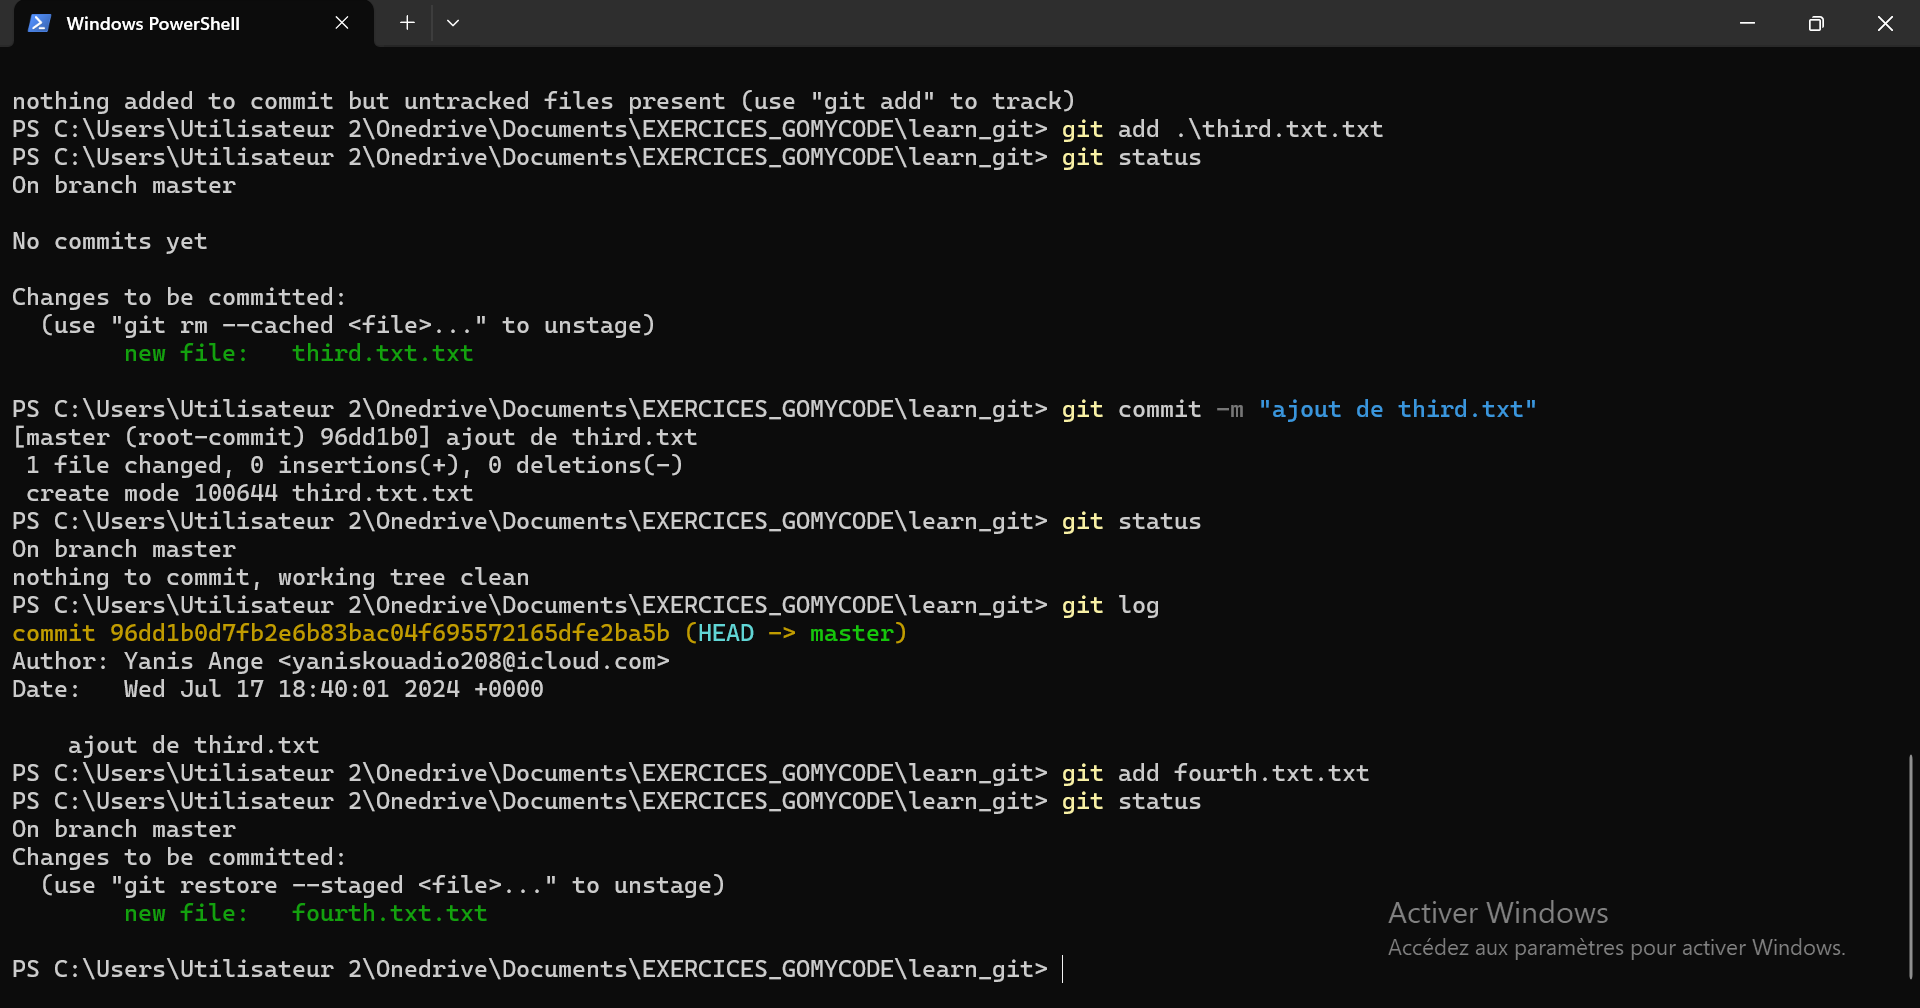 Windows PowerShell
nothing added to commit but untracked files present (use "git add" to track)
PS C:\Users\Utilisateur 2\Onedrive\Documents\EXERCICES_GOMYCODE\learn_git> git add .\third.txt.txt
PS C:\Users\Utilisateur 2\Onedrive\Documents\EXERCICES_GOMYCODE\learn_git> git status
On branch master
No commits yet
Changes to be committed:
  (use "git rm --cached <file>..." to unstage)
        new file:   third.txt.txt
PS C:\Users\Utilisateur 2\Onedrive\Documents\EXERCICES_GOMYCODE\learn_git> git commit -m "ajout de third.txt"
[master (root-commit) 96dd1b0] ajout de third.txt
 1 file changed, 0 insertions(+), 0 deletions(-)
 create mode 100644 third.txt.txt
PS C:\Users\Utilisateur 2\Onedrive\Documents\EXERCICES_GOMYCODE\learn_git> git status
On branch master
nothing to commit, working tree clean
PS C:\Users\Utilisateur 2\Onedrive\Documents\EXERCICES_GOMYCODE\learn_git> git log
commit 96dd1b0d7fb2e6b83bac04f695572165dfe2ba5b (HEAD -> master)
Author: Yanis Ange <yaniskouadio208@icloud.com>
Date:   Wed Jul 17 18:40:01 2024 +0000
    ajout de third.txt
PS C:\Users\Utilisateur 2\Onedrive\Documents\EXERCICES_GOMYCODE\learn_git> git add fourth.txt.txt
PS C:\Users\Utilisateur 2\Onedrive\Documents\EXERCICES_GOMYCODE\learn_git> git status
On branch master
Changes to be committed:
  (use "git restore --staged <file>..." to unstage)
        new file:   fourth.txt.txt
PS C:\Users\Utilisateur 2\Onedrive\Documents\EXERCICES_GOMYCODE\learn_git>
Activer Windows
Accédez aux paramètres pour activer Windows.